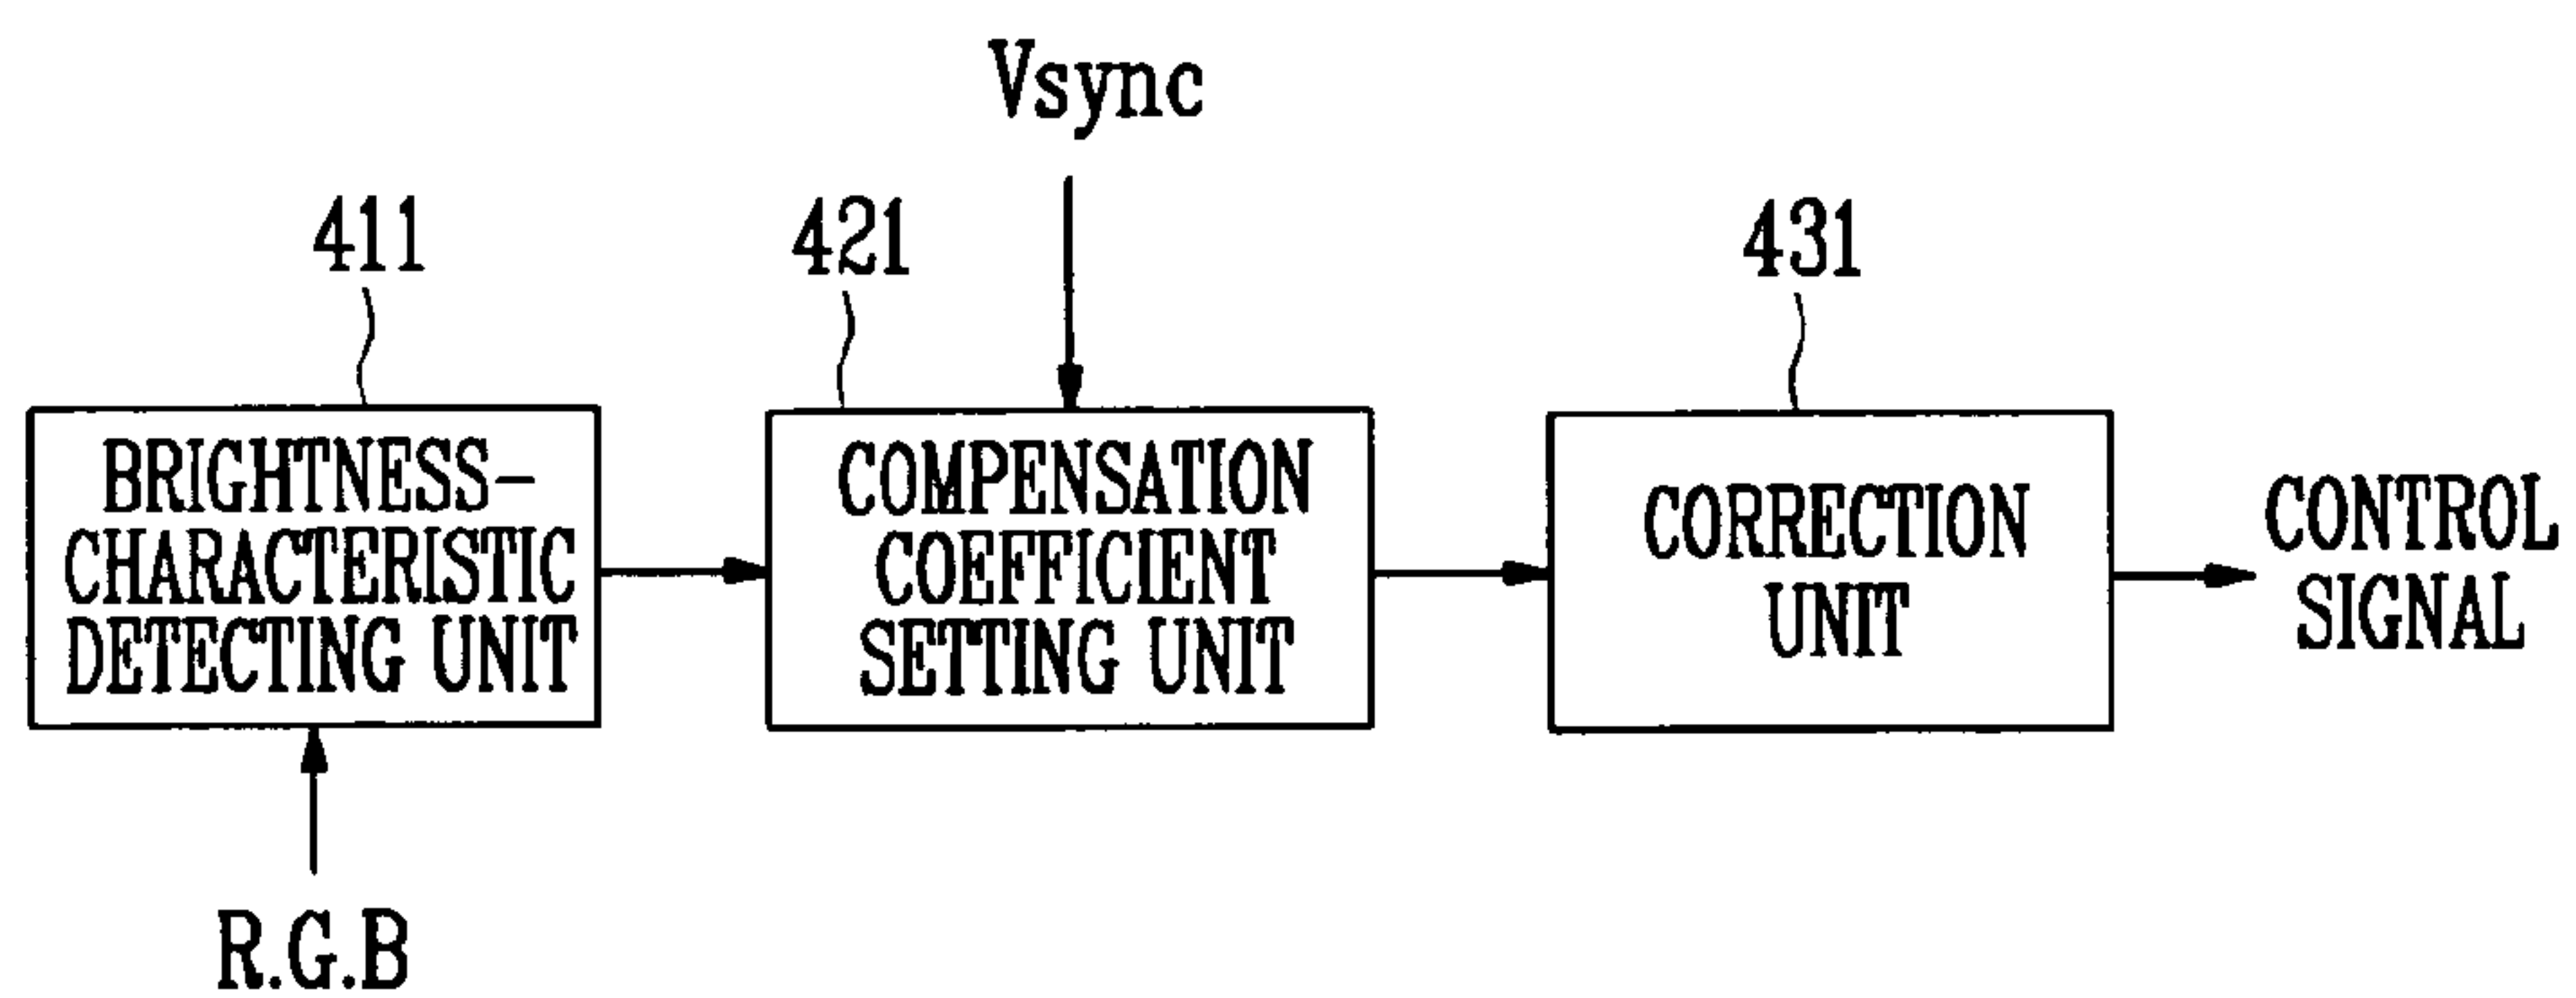 Vsync
411
421
431
BRIGHTNESS-
CHARACTERISTIC
DETECTING UNIT
COMPENSATION
COEFFICIENT
SETTING UNIT
CORRECTION
UNIT
CONTROL
SIGNAL
R.G.B